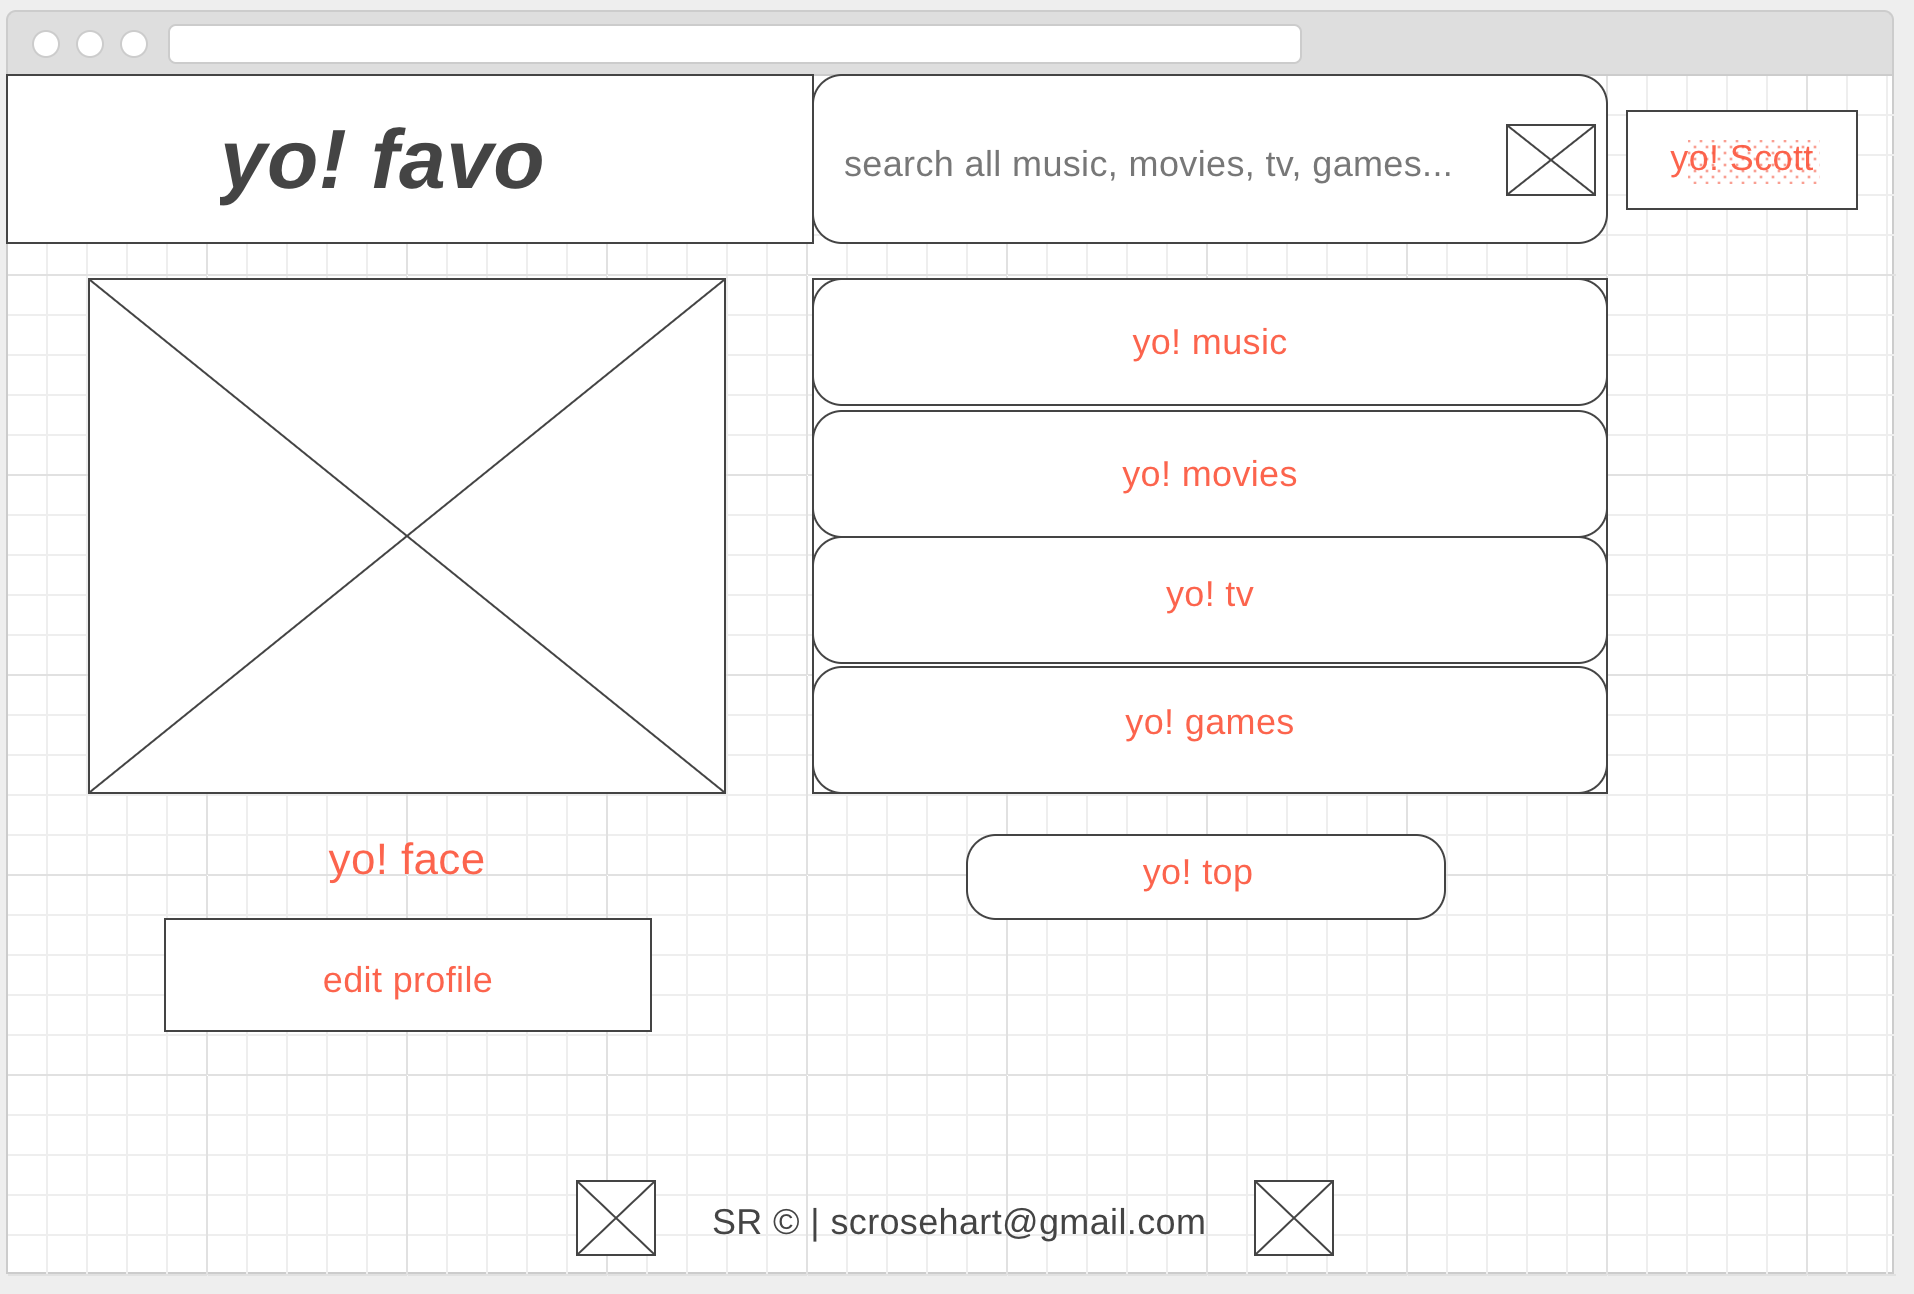 yo! favo
search all music, movies, tv, games...
yo! Scott
yo! music
yo! movies
yo! tv
yo! games
yo! face
yo! top
edit profile
SR © | scrosehart@gmail.com